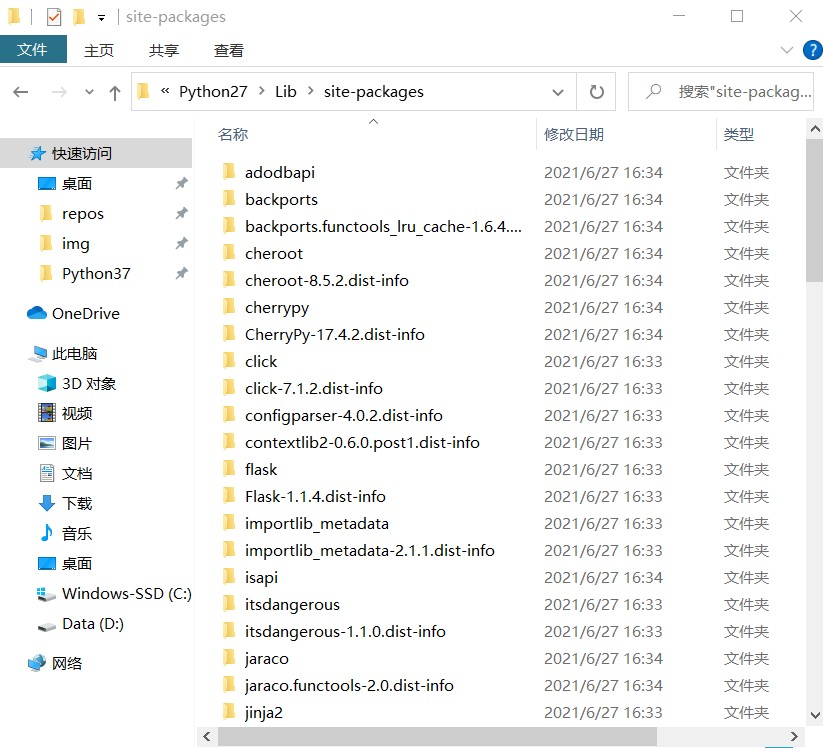 site-packages
文件 主页 共享 查看 ?
« Python27 > Lib > site-packages 搜索"site-packag...
名称 修改日期 类型
快速访问
桌面
repos
img
Python37
OneDrive
此电脑
3D 对象
视频
图片
文档
下载
音乐
桌面
Windows-SSD (C:)
Data (D:)
网络
adodbapi 2021/6/27 16:34 文件夹
backports 2021/6/27 16:34 文件夹
backports.functools_lru_cache-1.6.4.... 2021/6/27 16:34 文件夹
cheroot 2021/6/27 16:34 文件夹
cheroot-8.5.2.dist-info 2021/6/27 16:34 文件夹
cherrypy 2021/6/27 16:34 文件夹
CherryPy-17.4.2.dist-info 2021/6/27 16:34 文件夹
click 2021/6/27 16:33 文件夹
click-7.1.2.dist-info 2021/6/27 16:33 文件夹
configparser-4.0.2.dist-info 2021/6/27 16:33 文件夹
contextlib2-0.6.0.post1.dist-info 2021/6/27 16:33 文件夹
flask 2021/6/27 16:33 文件夹
Flask-1.1.4.dist-info 2021/6/27 16:33 文件夹
importlib_metadata 2021/6/27 16:33 文件夹
importlib_metadata-2.1.1.dist-info 2021/6/27 16:33 文件夹
isapi 2021/6/27 16:34 文件夹
itsdangerous 2021/6/27 16:33 文件夹
itsdangerous-1.1.0.dist-info 2021/6/27 16:33 文件夹
jaraco 2021/6/27 16:34 文件夹
jaraco.functools-2.0.dist-info 2021/6/27 16:34 文件夹
jinja2 2021/6/27 16:33 文件夹